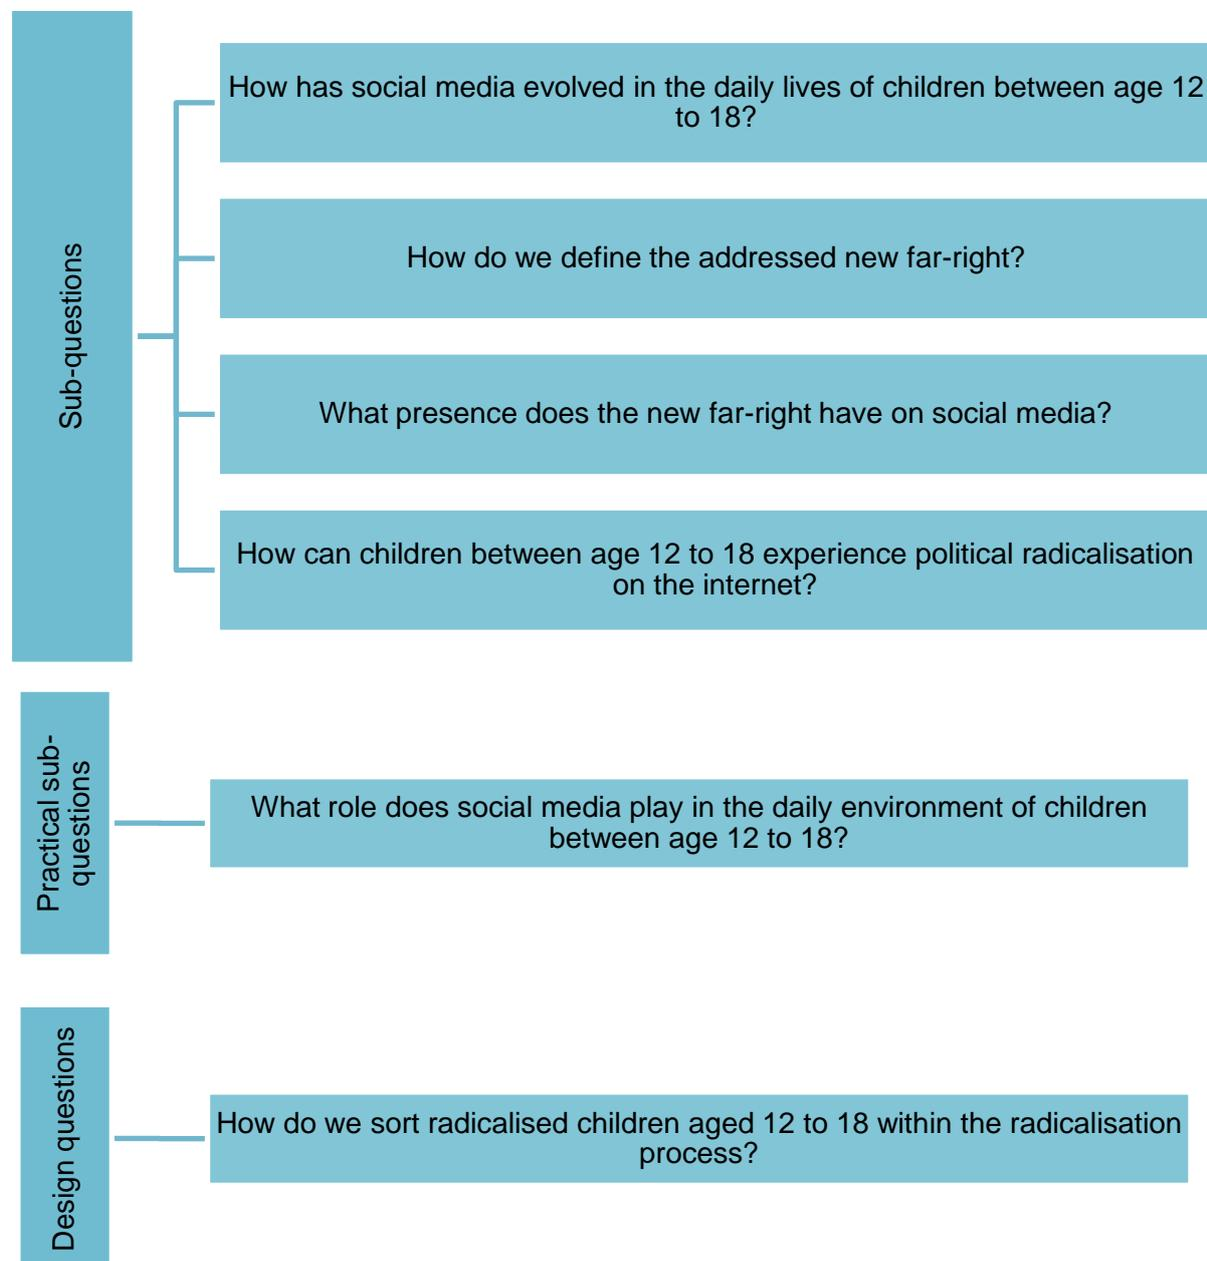 Sub-questions
How has social media evolved in the daily lives of children between age 12
to 18?
How do we define the addressed new far-right?
What presence does the new far-right have on social media?
How can children between age 12 to 18 experience political radicalisation
on the internet?
Practical sub-
questions
What role does social media play in the daily environment of children
between age 12 to 18?
Design questions
How do we sort radicalised children aged 12 to 18 within the radicalisation
process?